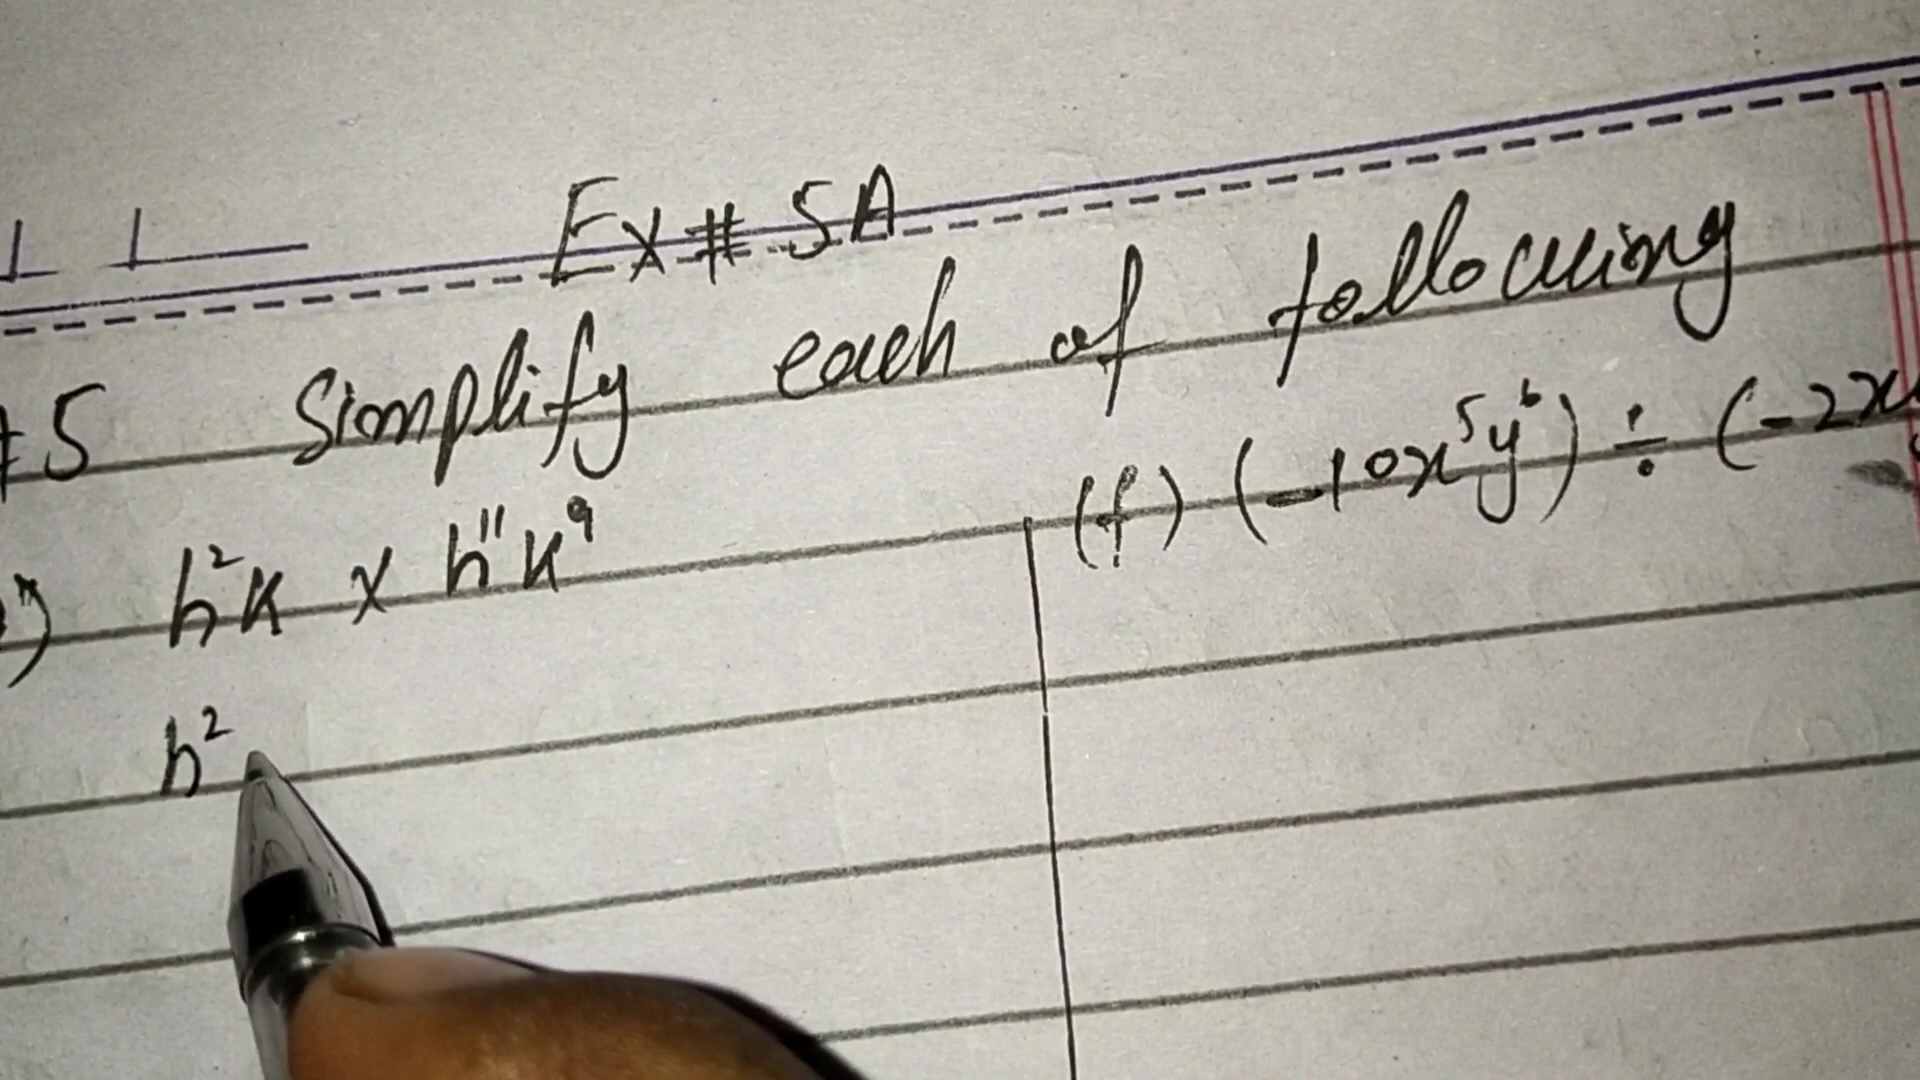 Ex # 5A
#5 Simplify each of following
) h²k × h¹¹k⁹
(f) (-10x⁵y⁶) ÷ (-2x
h²